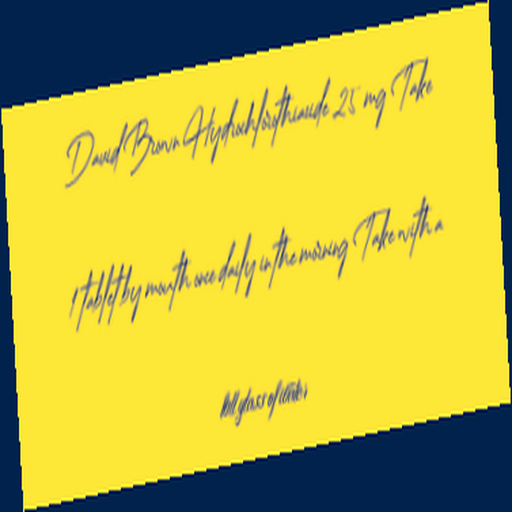 David Brown Hydrochlorothiazide 25 mg Take
1 tablet by mouth once daily in the morning Take with a
full glass of water